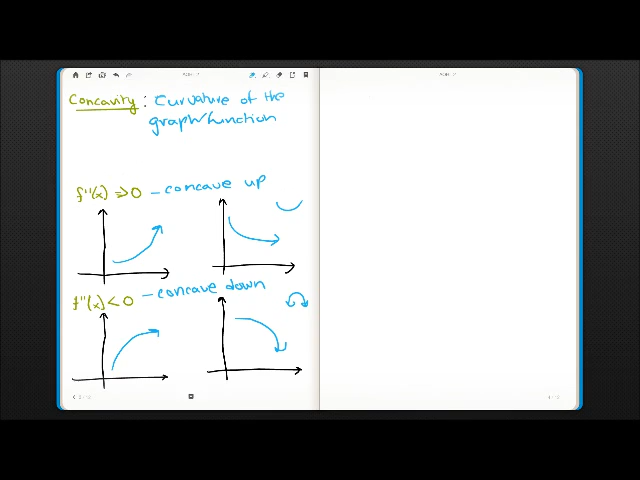 Concavity : Curvature of the
graph/function
f''(x) > 0 – concave up
f''(x) < 0 – concave down